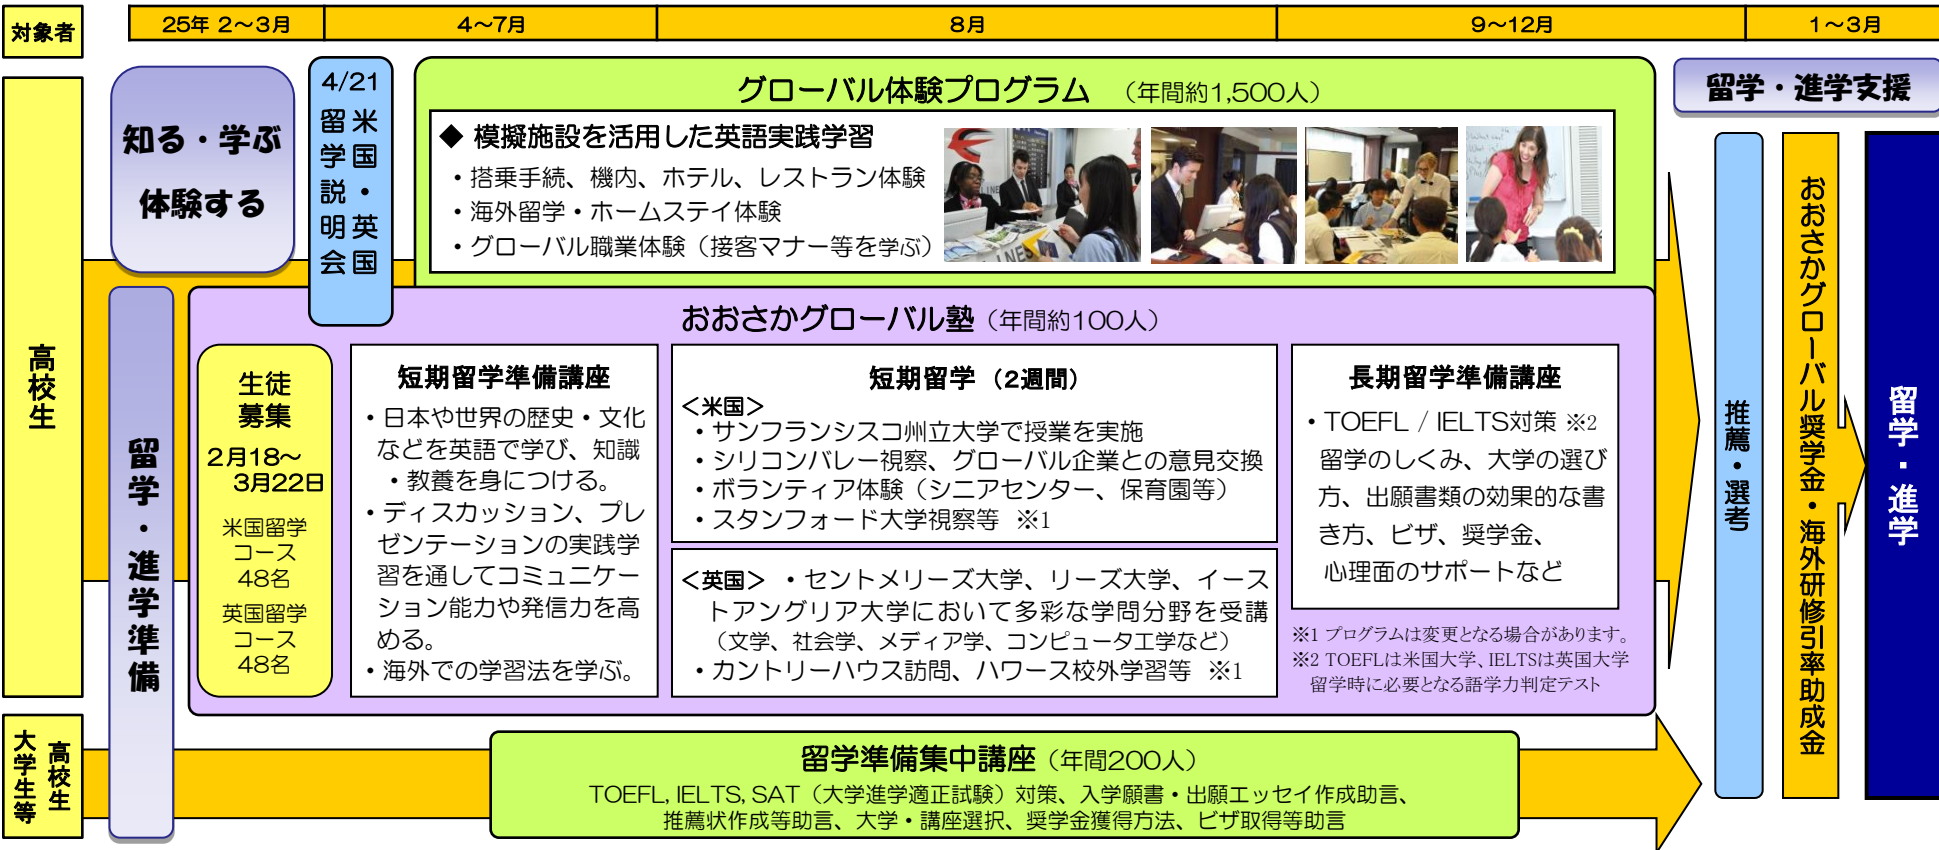 対象者
25年 2～3月
4～7月
8月
9～12月
1～3月
高校生
知る・学ぶ
体験する
4/21
米国・英国
留学説明会
グローバル体験プログラム （年間約1,500人）
◆ 模擬施設を活用した英語実践学習
・搭乗手続、機内、ホテル、レストラン体験
・海外留学・ホームステイ体験
・グローバル職業体験（接客マナー等を学ぶ）
留学・進学支援
留学・進学準備
おおさかグローバル塾（年間約100人）
生徒
募集
2月18～
3月22日
米国留学
コース
48名
英国留学
コース
48名
短期留学準備講座
・日本や世界の歴史・文化
などを英語で学び、知識
・教養を身につける。
・ディスカッション、プレ
ゼンテーションの実践学
習を通してコミュニケー
ション能力や発信力を高
める。
・海外での学習法を学ぶ。
短期留学（2週間）
＜米国＞
・サンフランシスコ州立大学で授業を実施
・シリコンバレー視察、グローバル企業との意見交換
・ボランティア体験（シニアセンター、保育園等）
・スタンフォード大学視察等 ※1
＜英国＞ ・セントメリーズ大学、リーズ大学、イース
トアングリア大学において多彩な学問分野を受講
（文学、社会学、メディア学、コンピュータ工学など）
・カントリーハウス訪問、ハワース校外学習等 ※1
長期留学準備講座
・TOEFL / IELTS対策 ※2
留学のしくみ、大学の選び
方、出願書類の効果的な書
き方、ビザ、奨学金、
心理面のサポートなど
※1 プログラムは変更となる場合があります。
※2 TOEFLは米国大学、IELTSは英国大学
留学時に必要となる語学力判定テスト
推薦・選考
おおさかグローバル奨学金・海外研修引率助成金
留学・進学
高校生
大学生等
留学準備集中講座（年間200人）
TOEFL, IELTS, SAT（大学進学適正試験）対策、入学願書・出願エッセイ作成助言、
推薦状作成等助言、大学・講座選択、奨学金獲得方法、ビザ取得等助言